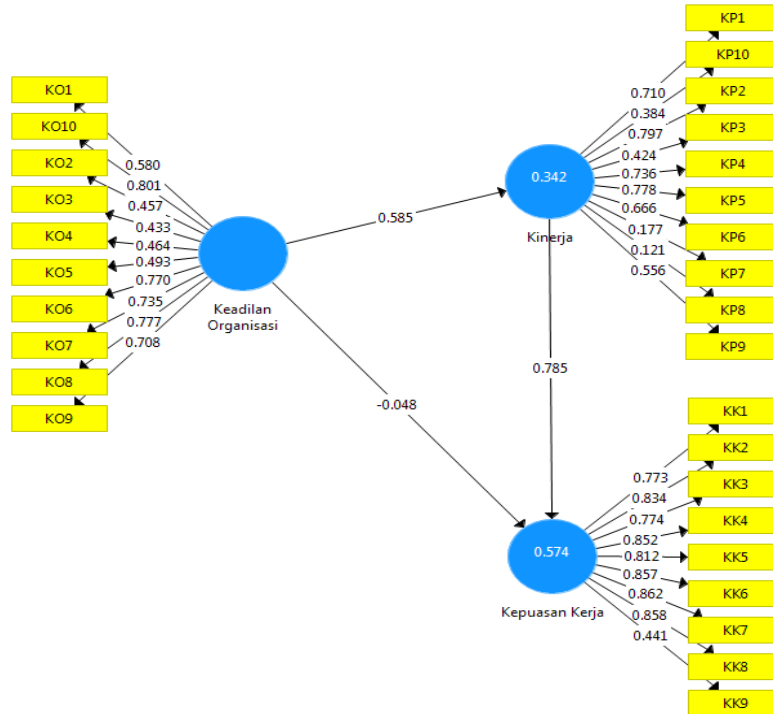 KO1
KO10
KO2
KO3
KO4
KO5
KO6
KO7
KO8
KO9
0.580
0.801
0.457
0.433
0.464
0.493
0.770
0.735
0.777
0.708
Keadilan
Organisasi
0.585
-0.048
0.342
Kinerja
0.785
0.710
0.384
0.797
0.424
0.736
0.778
0.666
0.177
0.121
0.556
KP1
KP10
KP2
KP3
KP4
KP5
KP6
KP7
KP8
KP9
0.574
Kepuasan Kerja
0.773
0.834
0.774
0.852
0.812
0.857
0.862
0.858
0.441
KK1
KK2
KK3
KK4
KK5
KK6
KK7
KK8
KK9